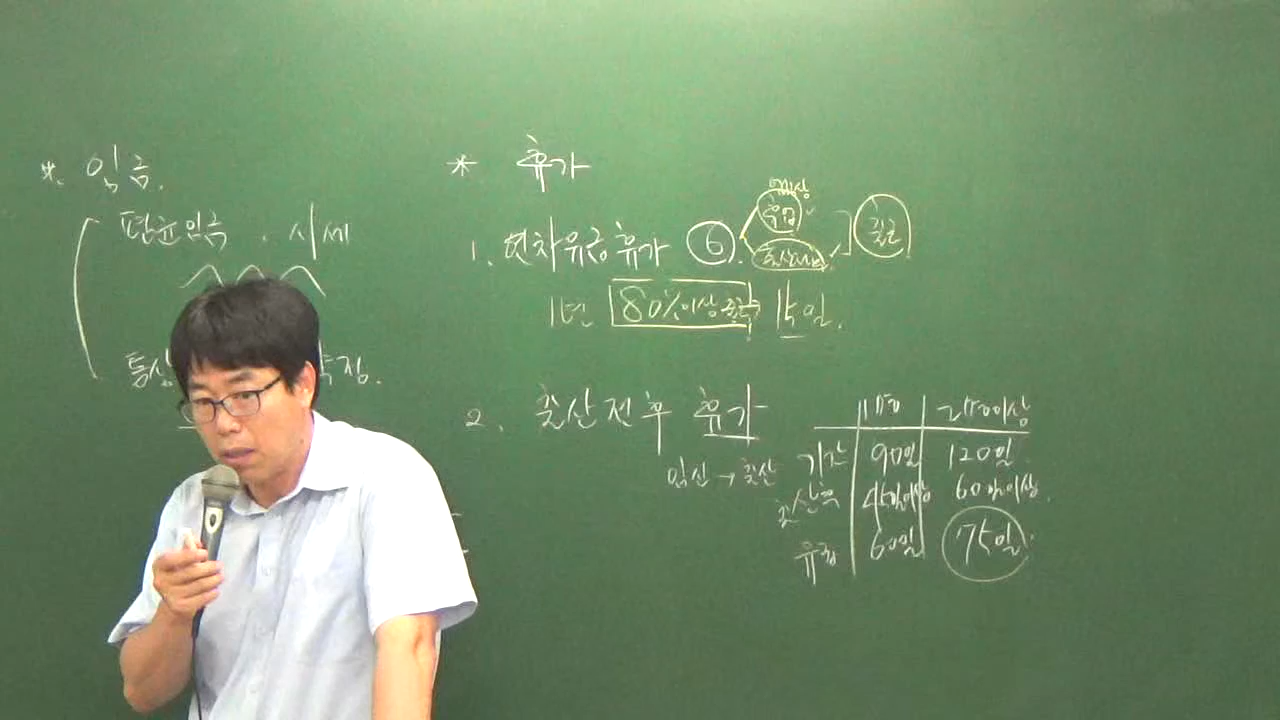 *. 임금.
평균임금 . 시세
통상
* 휴가
1. 연차유급휴가 ⑥.
출근
1년 80%이상 출근 15일.
2. 출산전후 휴가
임신 → 출산
1명 2명이상
기간 90일 120일
출산후 45일이상 60일이상.
유급 60일 75일.